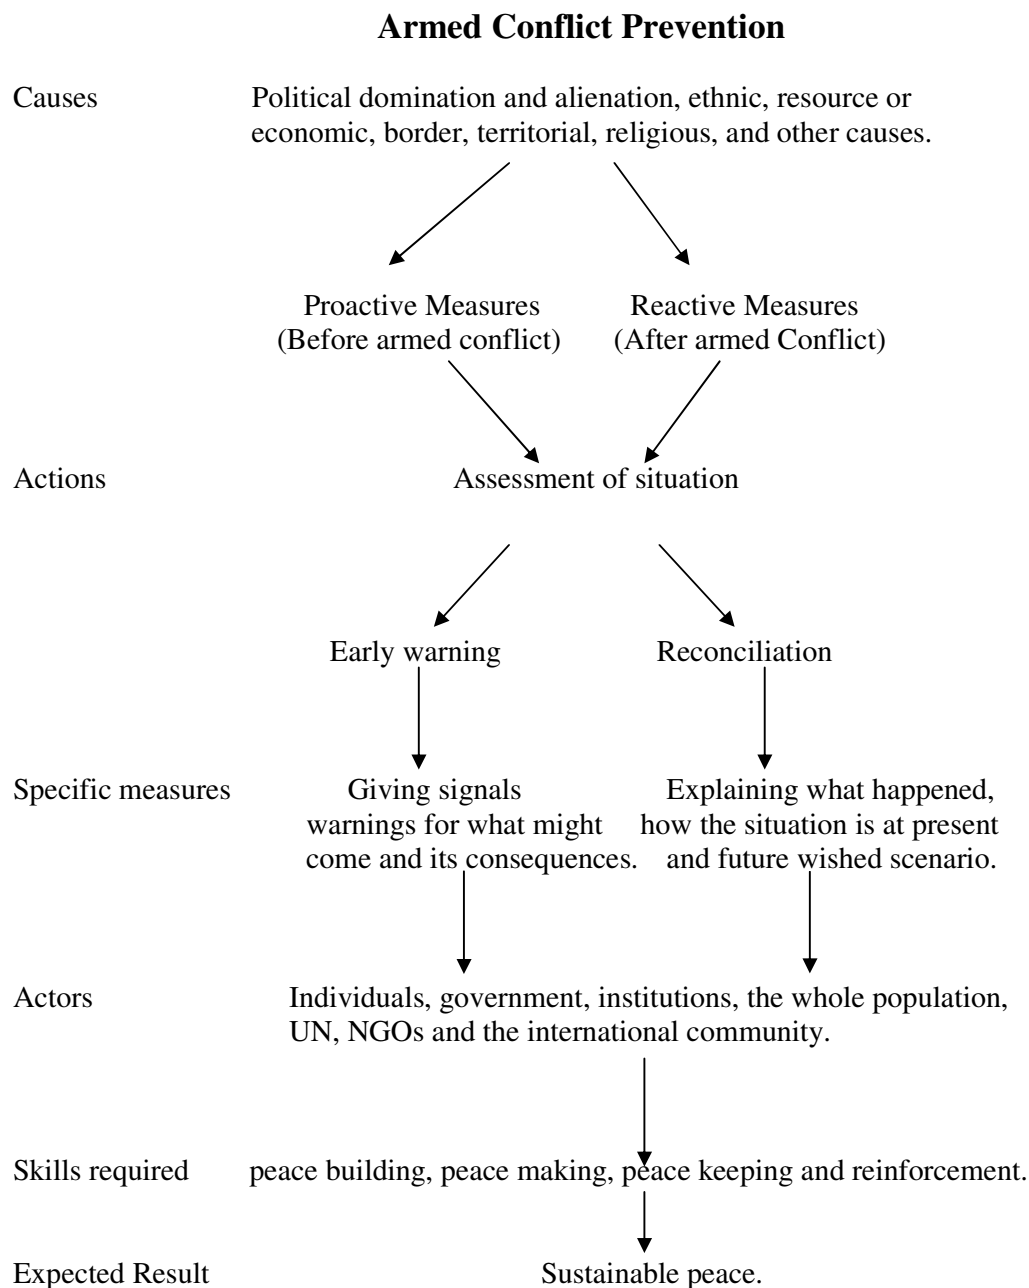 Armed Conflict Prevention
Causes Political domination and alienation, ethnic, resource or
economic, border, territorial, religious, and other causes.
Proactive Measures Reactive Measures
(Before armed conflict) (After armed Conflict)
Actions Assessment of situation
Early warning Reconciliation
Specific measures Giving signals Explaining what happened,
warnings for what might how the situation is at present
come and its consequences. and future wished scenario.
Actors Individuals, government, institutions, the whole population,
UN, NGOs and the international community.
Skills required peace building, peace making, peace keeping and reinforcement.
Expected Result Sustainable peace.